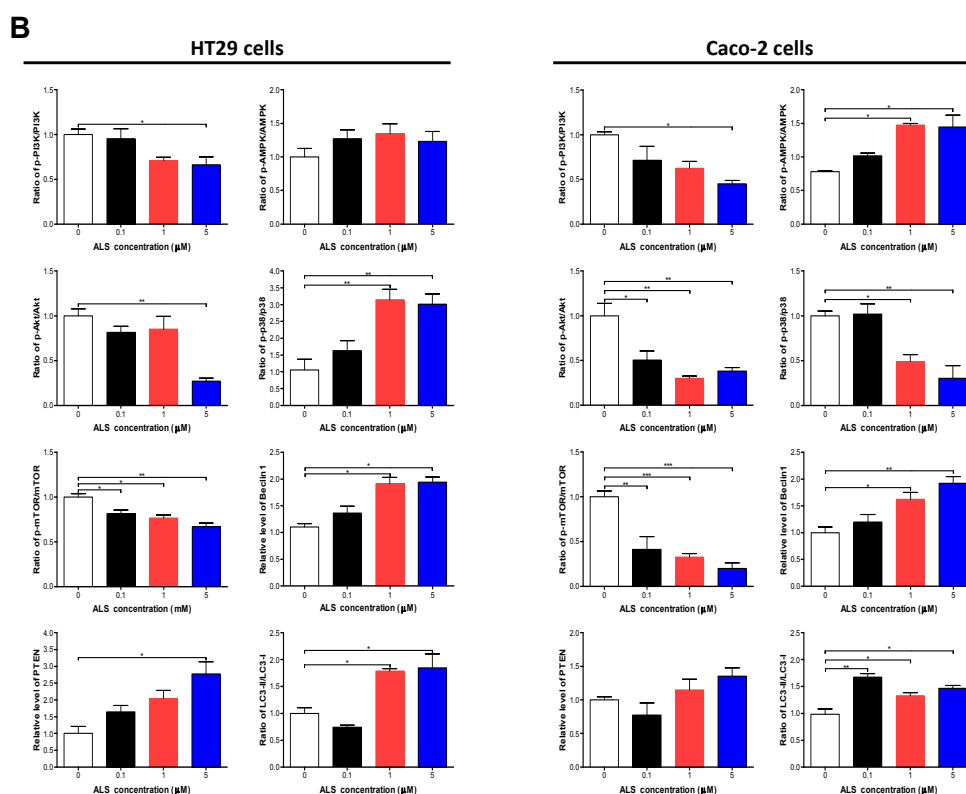 B
HT29 cells
Caco-2 cells
Ratio of p-PI3K/PI3K
1.5
1.0
0.5
0.0
*
0 0.1 1 5
ALS concentration (μM)
Ratio of p-AMPK/AMPK
2.0
1.5
1.0
0.5
0.0
0 0.1 1 5
ALS concentration (μM)
Ratio of p-PI3K/PI3K
1.5
1.0
0.5
0.0
*
0 0.1 1 5
ALS concentration (μM)
Ratio of p-AMPK/AMPK
2.0
1.5
1.0
0.5
0.0
*
*
0 0.1 1 5
ALS concentration (μM)
Ratio of p-Akt/Akt
1.5
1.0
0.5
0.0
**
0 0.1 1 5
ALS concentration (μM)
Ratio of p-p38/p38
4.0
3.5
3.0
2.5
2.0
1.5
1.0
0.5
0.0
**
**
0 0.1 1 5
ALS concentration (μM)
Ratio of p-Akt/Akt
1.5
1.0
0.5
0.0
**
**
*
0 0.1 1 5
ALS concentration (μM)
Ratio of p-p38/p38
1.5
1.0
0.5
0.0
**
*
0 0.1 1 5
ALS concentration (μM)
Ratio of p-mTOR/mTOR
1.5
1.0
0.5
0.0
**
*
*
0 0.1 1 5
ALS concentration (mM)
Relative level of Beclin1
2.5
2.0
1.5
1.0
0.5
0.0
*
*
0 0.1 1 5
ALS concentration (μM)
Ratio of p-mTOR/mTOR
1.5
1.0
0.5
0.0
***
***
**
0 0.1 1 5
ALS concentration (μM)
Relative level of Beclin1
2.5
2.0
1.5
1.0
0.5
0.0
**
*
0 0.1 1 5
ALS concentration (μM)
Relative level of PTEN
4.0
3.5
3.0
2.5
2.0
1.5
1.0
0.5
0.0
*
0 0.1 1 5
ALS concentration (μM)
Ratio of LC3-II/LC3-I
2.5
2.0
1.5
1.0
0.5
0.0
*
*
0 0.1 1 5
ALS concentration (μM)
Relative level of PTEN
2.0
1.5
1.0
0.5
0.0
0 0.1 1 5
ALS concentration (μM)
Ratio of LC3-II/LC3-I
2.5
2.0
1.5
1.0
0.5
0.0
*
*
**
0 0.1 1 5
ALS concentration (μM)